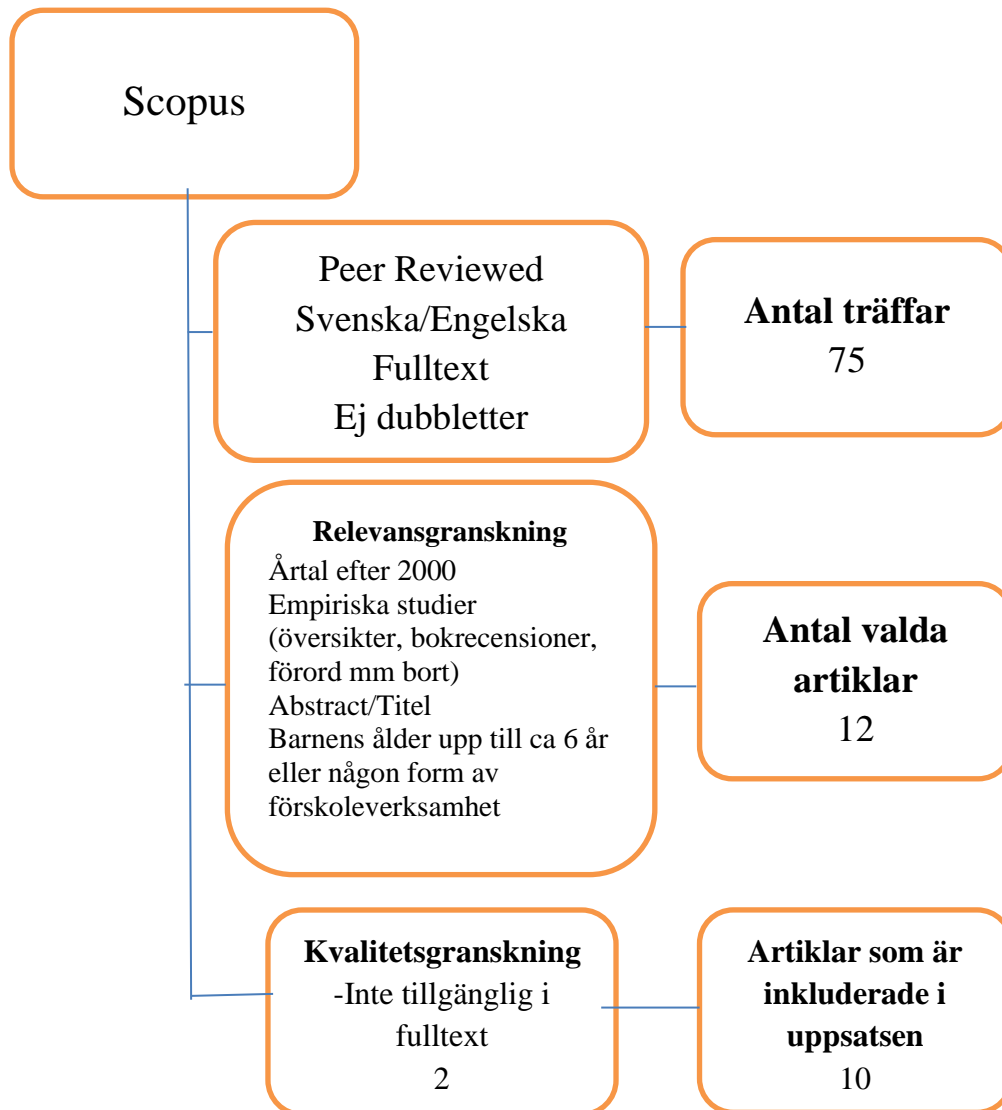 Scopus
Peer Reviewed
Svenska/Engelska
Fulltext
Ej dubbletter
Antal träffar
75
Relevansgranskning
Årtal efter 2000
Empiriska studier
(översikter, bokrecensioner,
förord mm bort)
Abstract/Titel
Barnens ålder upp till ca 6 år
eller någon form av
förskoleverksamhet
Antal valda
artiklar
12
Kvalitetsgranskning
-Inte tillgänglig i
fulltext
2
Artiklar som är
inkluderade i
uppsatsen
10